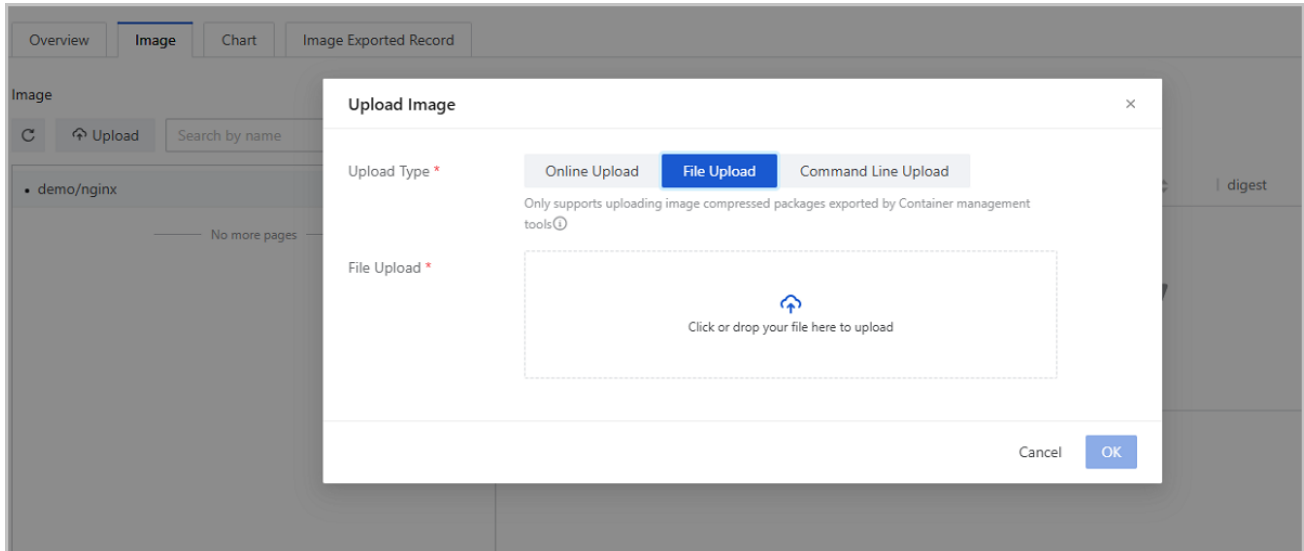 Overview Image Chart Image Exported Record
Image
Upload Search by name
• demo/nginx
No more pages
digest
Upload Image
Upload Type *
Online Upload File Upload Command Line Upload
Only supports uploading image compressed packages exported by Container management
tools
File Upload *
Click or drop your file here to upload
Cancel OK